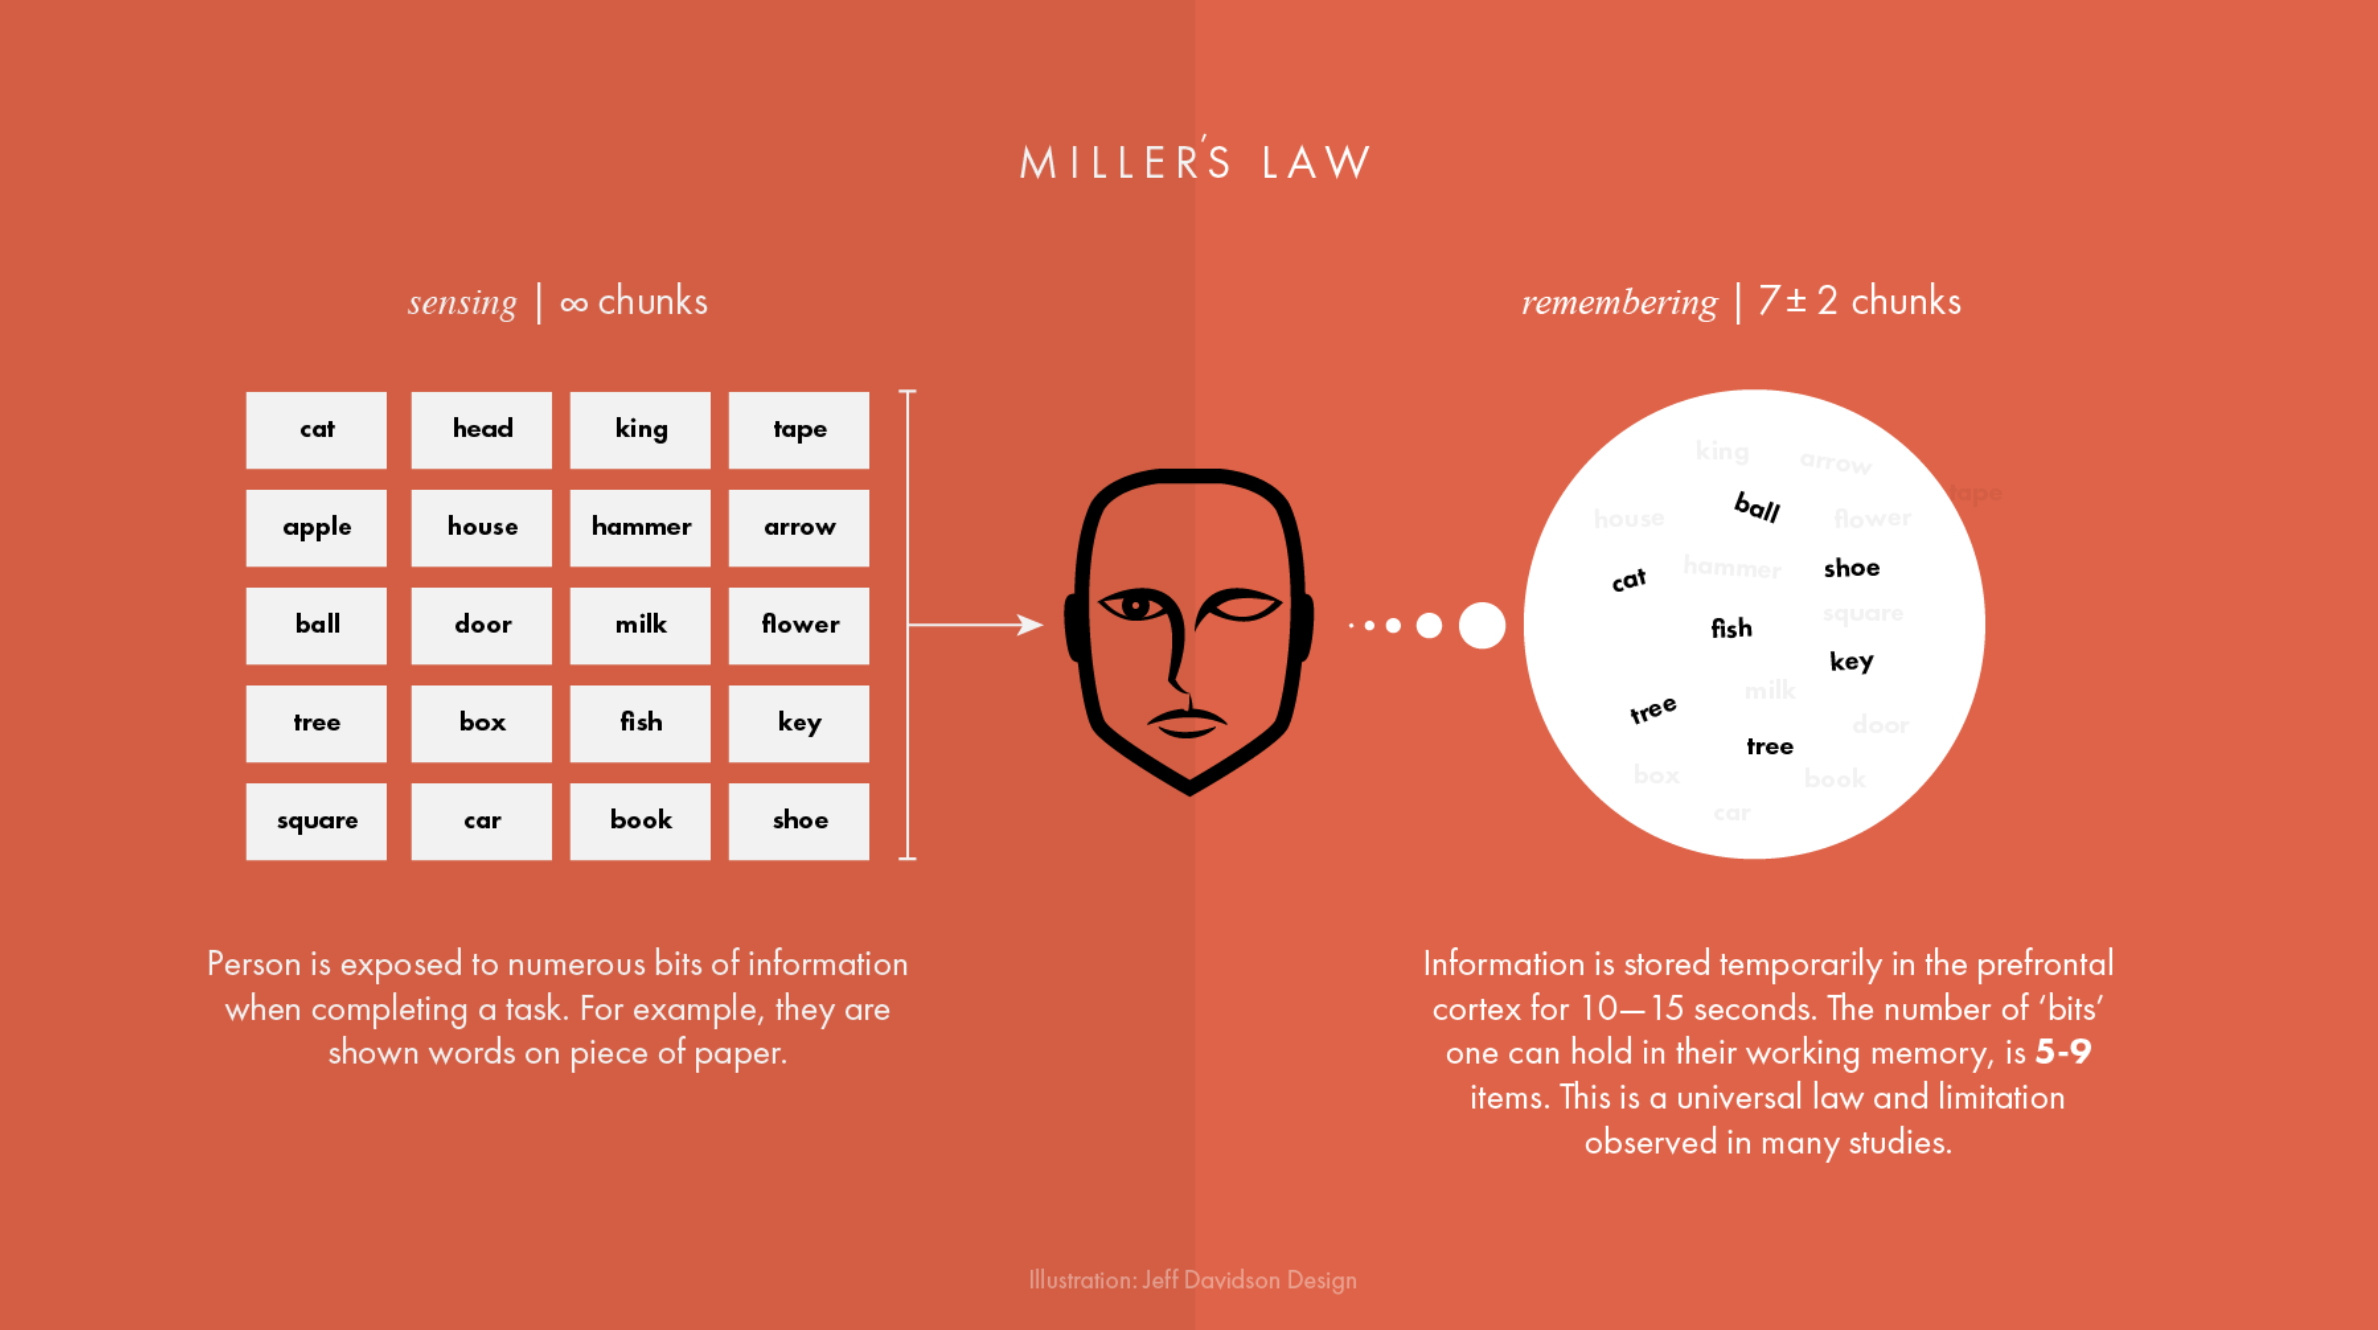 MILLER'S LAW
sensing | ∞ chunks
cat head king tape
apple house hammer arrow
ball door milk flower
tree box fish key
square car book shoe
Person is exposed to numerous bits of information
when completing a task. For example, they are
shown words on piece of paper.
remembering | 7± 2 chunks
king
arrow
tape
ball
house
flower
hammer
shoe
cat
square
fish
key
milk
tree
door
tree
box
book
car
Information is stored temporarily in the prefrontal
cortex for 10—15 seconds. The number of ‘bits’
one can hold in their working memory, is 5-9
items. This is a universal law and limitation
observed in many studies.
Illustration: Jeff Davidson Design